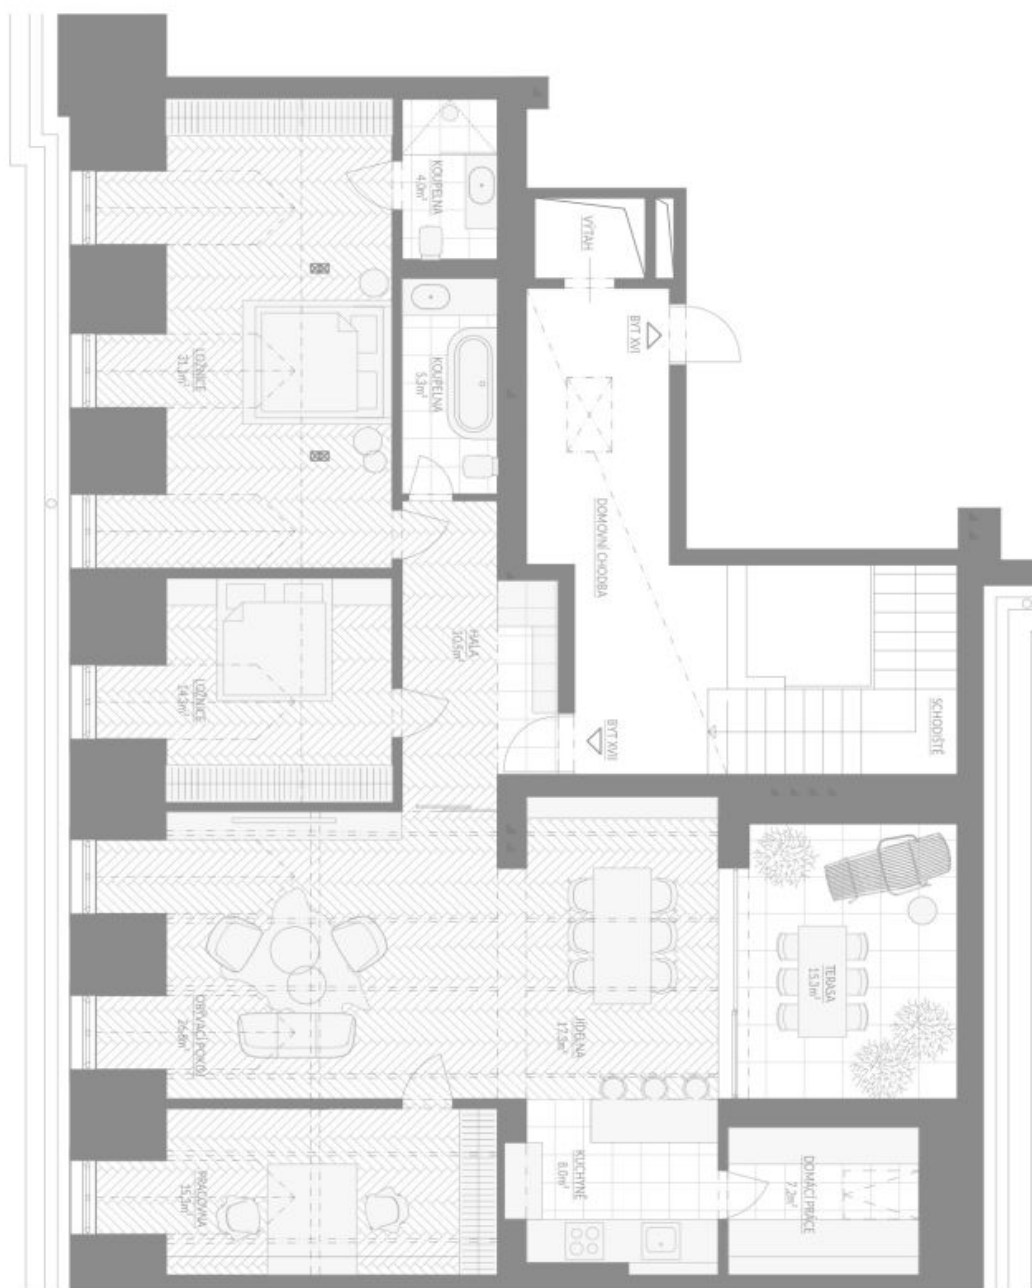 KOUPELNA
4.0m²
VÝTAH
BYT XVI
LOŽNICE
31.1m²
KOUPELNA
5.3m²
DOMOVNÍ CHODBA
HALA
10.5m²
LOŽNICE
14.3m²
BYT XVII
SCHODIŠTĚ
TERASA
15.3m²
OBÝVACÍ POKOJ
26.8m²
JÍDELNA
17.5m²
KUCHYNĚ
8.0m²
DOMÁCÍ PRÁCE
7.2m²
PRACOVNA